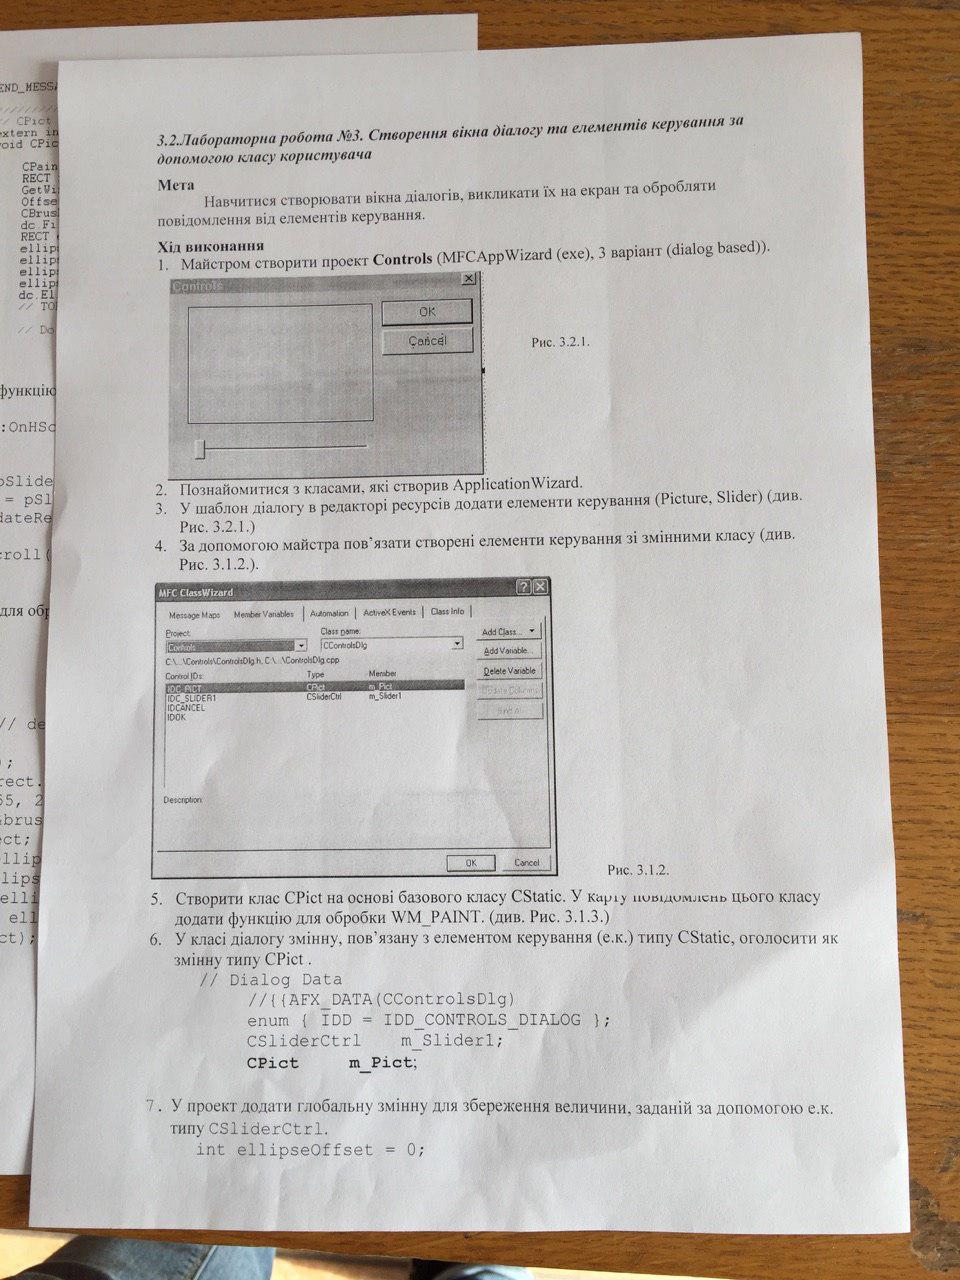 END_MESSA
// CPict
extern in
void CPic
CPain
RECT
GetWi
Offse
CBrus
dc.Fi
RECT
ellip
ellip
ellip
ellip
dc.El
// TO
// Do
функцію
:OnHSc
pSlide
= pSl
dateRe
croll(
для обр
// de
);
rect.
55, 2
&brus
ect;
ellip
llips
elli
ell
ct);
3.2.Лабораторна робота №3. Створення вікна діалогу та елементів керування за
допомогою класу користувача
Мета
Навчитися створювати вікна діалогів, викликати їх на екран та обробляти
повідомлення від елементів керування.
Хід виконання
1. Майстром створити проект Controls (MFCAppWizard (exe), 3 варіант (dialog based)).
Controls
OK
Cancel
Рис. 3.2.1.
2. Познайомитися з класами, які створив ApplicationWizard.
3. У шаблон діалогу в редакторі ресурсів додати елементи керування (Picture, Slider) (див.
Рис. 3.2.1.)
4. За допомогою майстра пов’язати створені елементи керування зі змінними класу (див.
Рис. 3.1.2.).
MFC ClassWizard
Message Maps Member Variables Automation ActiveX Events Class Info
Project: Class name: Add Class...
Controls CControlsDlg
Add Variable...
C:\...\Controls\ControlsDlg.h, C:\...\ControlsDlg.cpp
Control IDs: Type Member Delete Variable
IDC_PICT CPict m_Pict Update Columns
IDC_SLIDER1 CSliderCtrl m_Slider1
IDCANCEL
IDOK Bind All
Description:
OK Cancel
Рис. 3.1.2.
5. Створити клас CPict на основі базового класу CStatic. У карту повідомлень цього класу
додати функцію для обробки WM_PAINT. (див. Рис. 3.1.3.)
6. У класі діалогу змінну, пов’язану з елементом керування (е.к.) типу CStatic, оголосити як
змінну типу CPict .
// Dialog Data
//{{AFX_DATA(CControlsDlg)
enum { IDD = IDD_CONTROLS_DIALOG };
CSliderCtrl m_Slider1;
CPict m_Pict;
7. У проект додати глобальну змінну для збереження величини, заданій за допомогою е.к.
типу CSliderCtrl.
int ellipseOffset = 0;